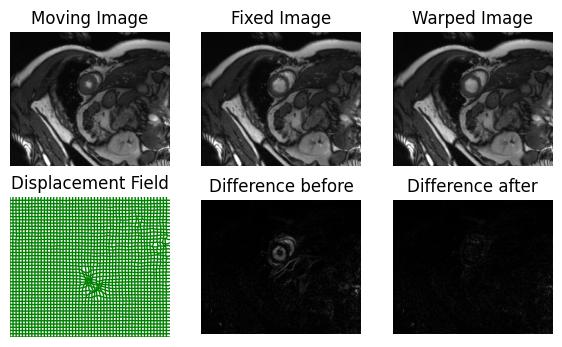 Moving Image
Fixed Image
Warped Image
Displacement Field
Difference before
Difference after